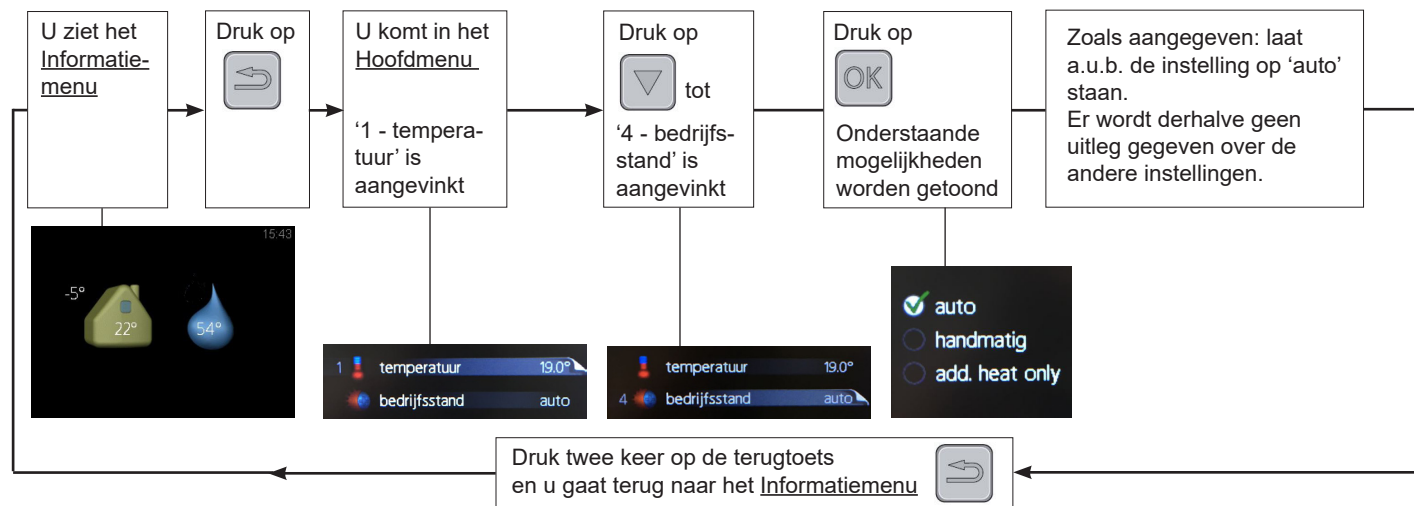 U ziet het
Informatie-
menu
Druk op
U komt in het
Hoofdmenu
‘1 - tempera-
tuur’ is
aangevinkt
Druk op
tot
‘4 - bedrijfs-
stand’ is
aangevinkt
Druk op
OK
Onderstaande
mogelijkheden
worden getoond
Zoals aangegeven: laat
a.u.b. de instelling op ‘auto’
staan.
Er wordt derhalve geen
uitleg gegeven over de
andere instellingen.
15:43
-5°
22°
54°
1 temperatuur 19.0°
bedrijfsstand auto
temperatuur 19.0°
4 bedrijfsstand auto
auto
handmatig
add. heat only
Druk twee keer op de terugtoets
en u gaat terug naar het Informatiemenu